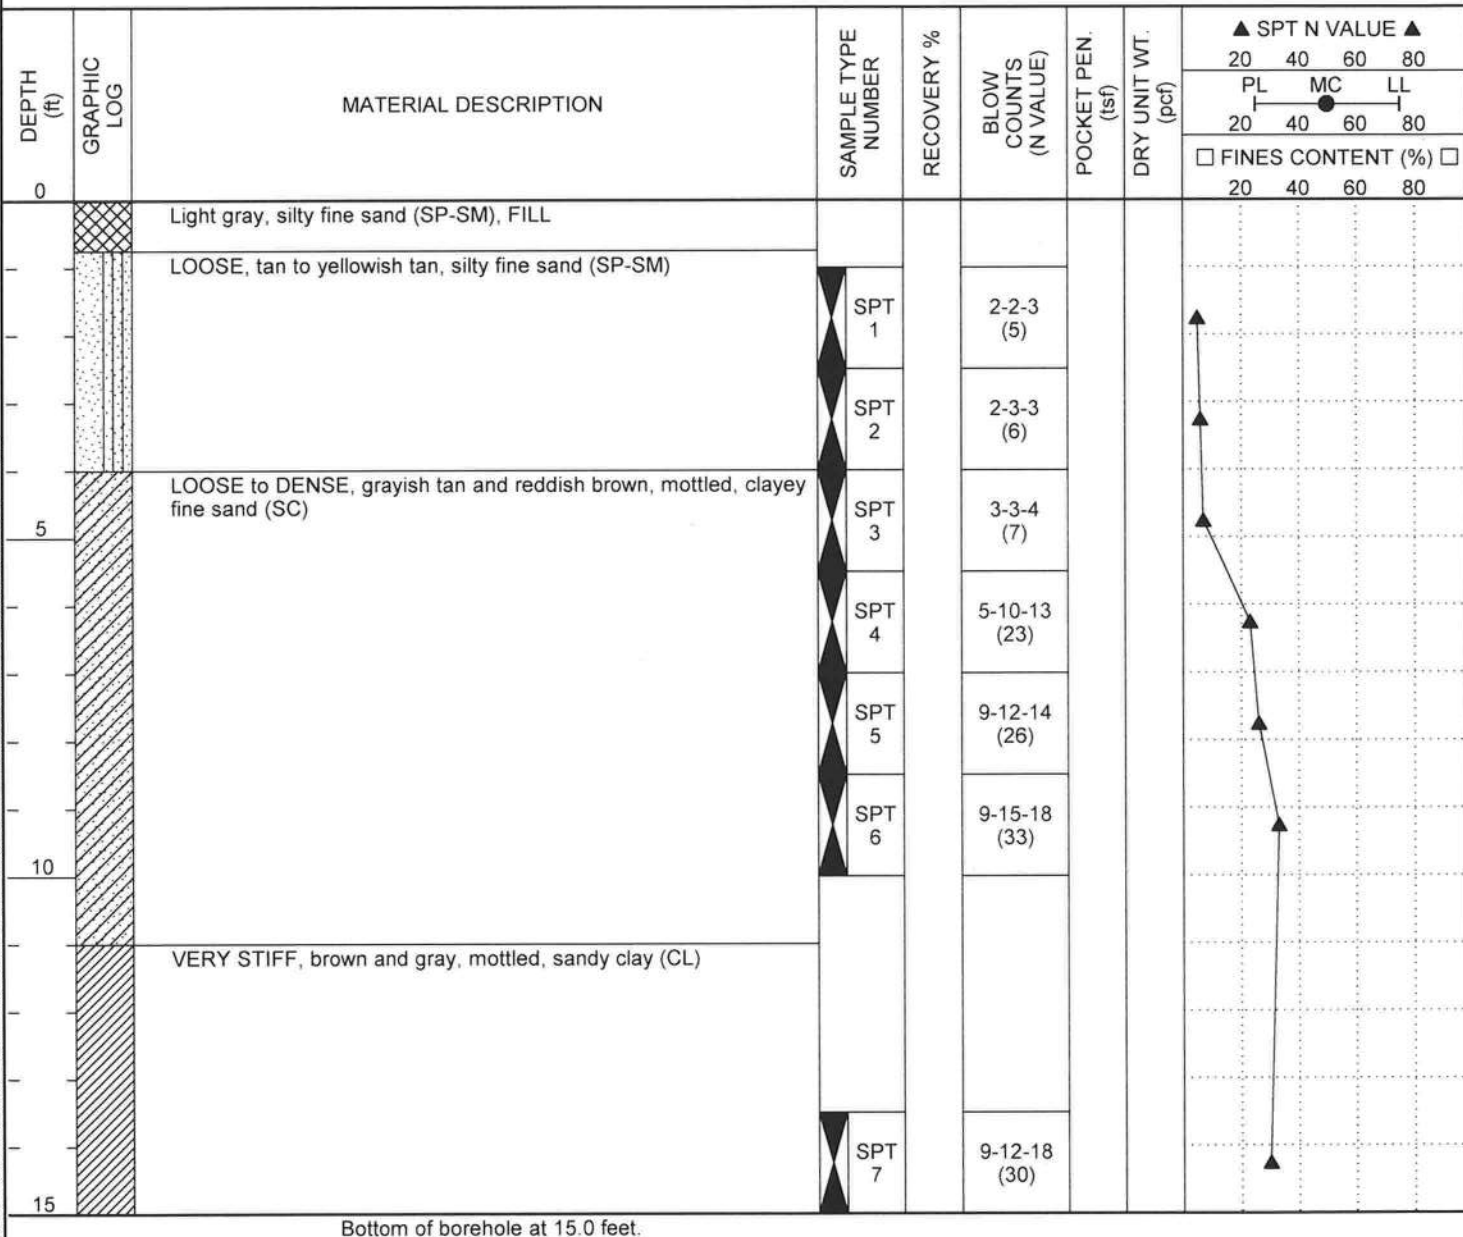 DEPTH
(ft)
GRAPHIC
LOG
MATERIAL DESCRIPTION
SAMPLE TYPE
NUMBER
RECOVERY %
BLOW
COUNTS
(N VALUE)
POCKET PEN.
(tsf)
DRY UNIT WT.
(pcf)
▲ SPT N VALUE ▲
20 40 60 80
PL MC LL
20 40 60 80
□ FINES CONTENT (%) □
20 40 60 80
0
Light gray, silty fine sand (SP-SM), FILL
LOOSE, tan to yellowish tan, silty fine sand (SP-SM)
SPT
1
2-2-3
(5)
SPT
2
2-3-3
(6)
LOOSE to DENSE, grayish tan and reddish brown, mottled, clayey
fine sand (SC)
SPT
3
3-3-4
(7)
5
SPT
4
5-10-13
(23)
SPT
5
9-12-14
(26)
SPT
6
9-15-18
(33)
10
VERY STIFF, brown and gray, mottled, sandy clay (CL)
SPT
7
9-12-18
(30)
15
Bottom of borehole at 15.0 feet.